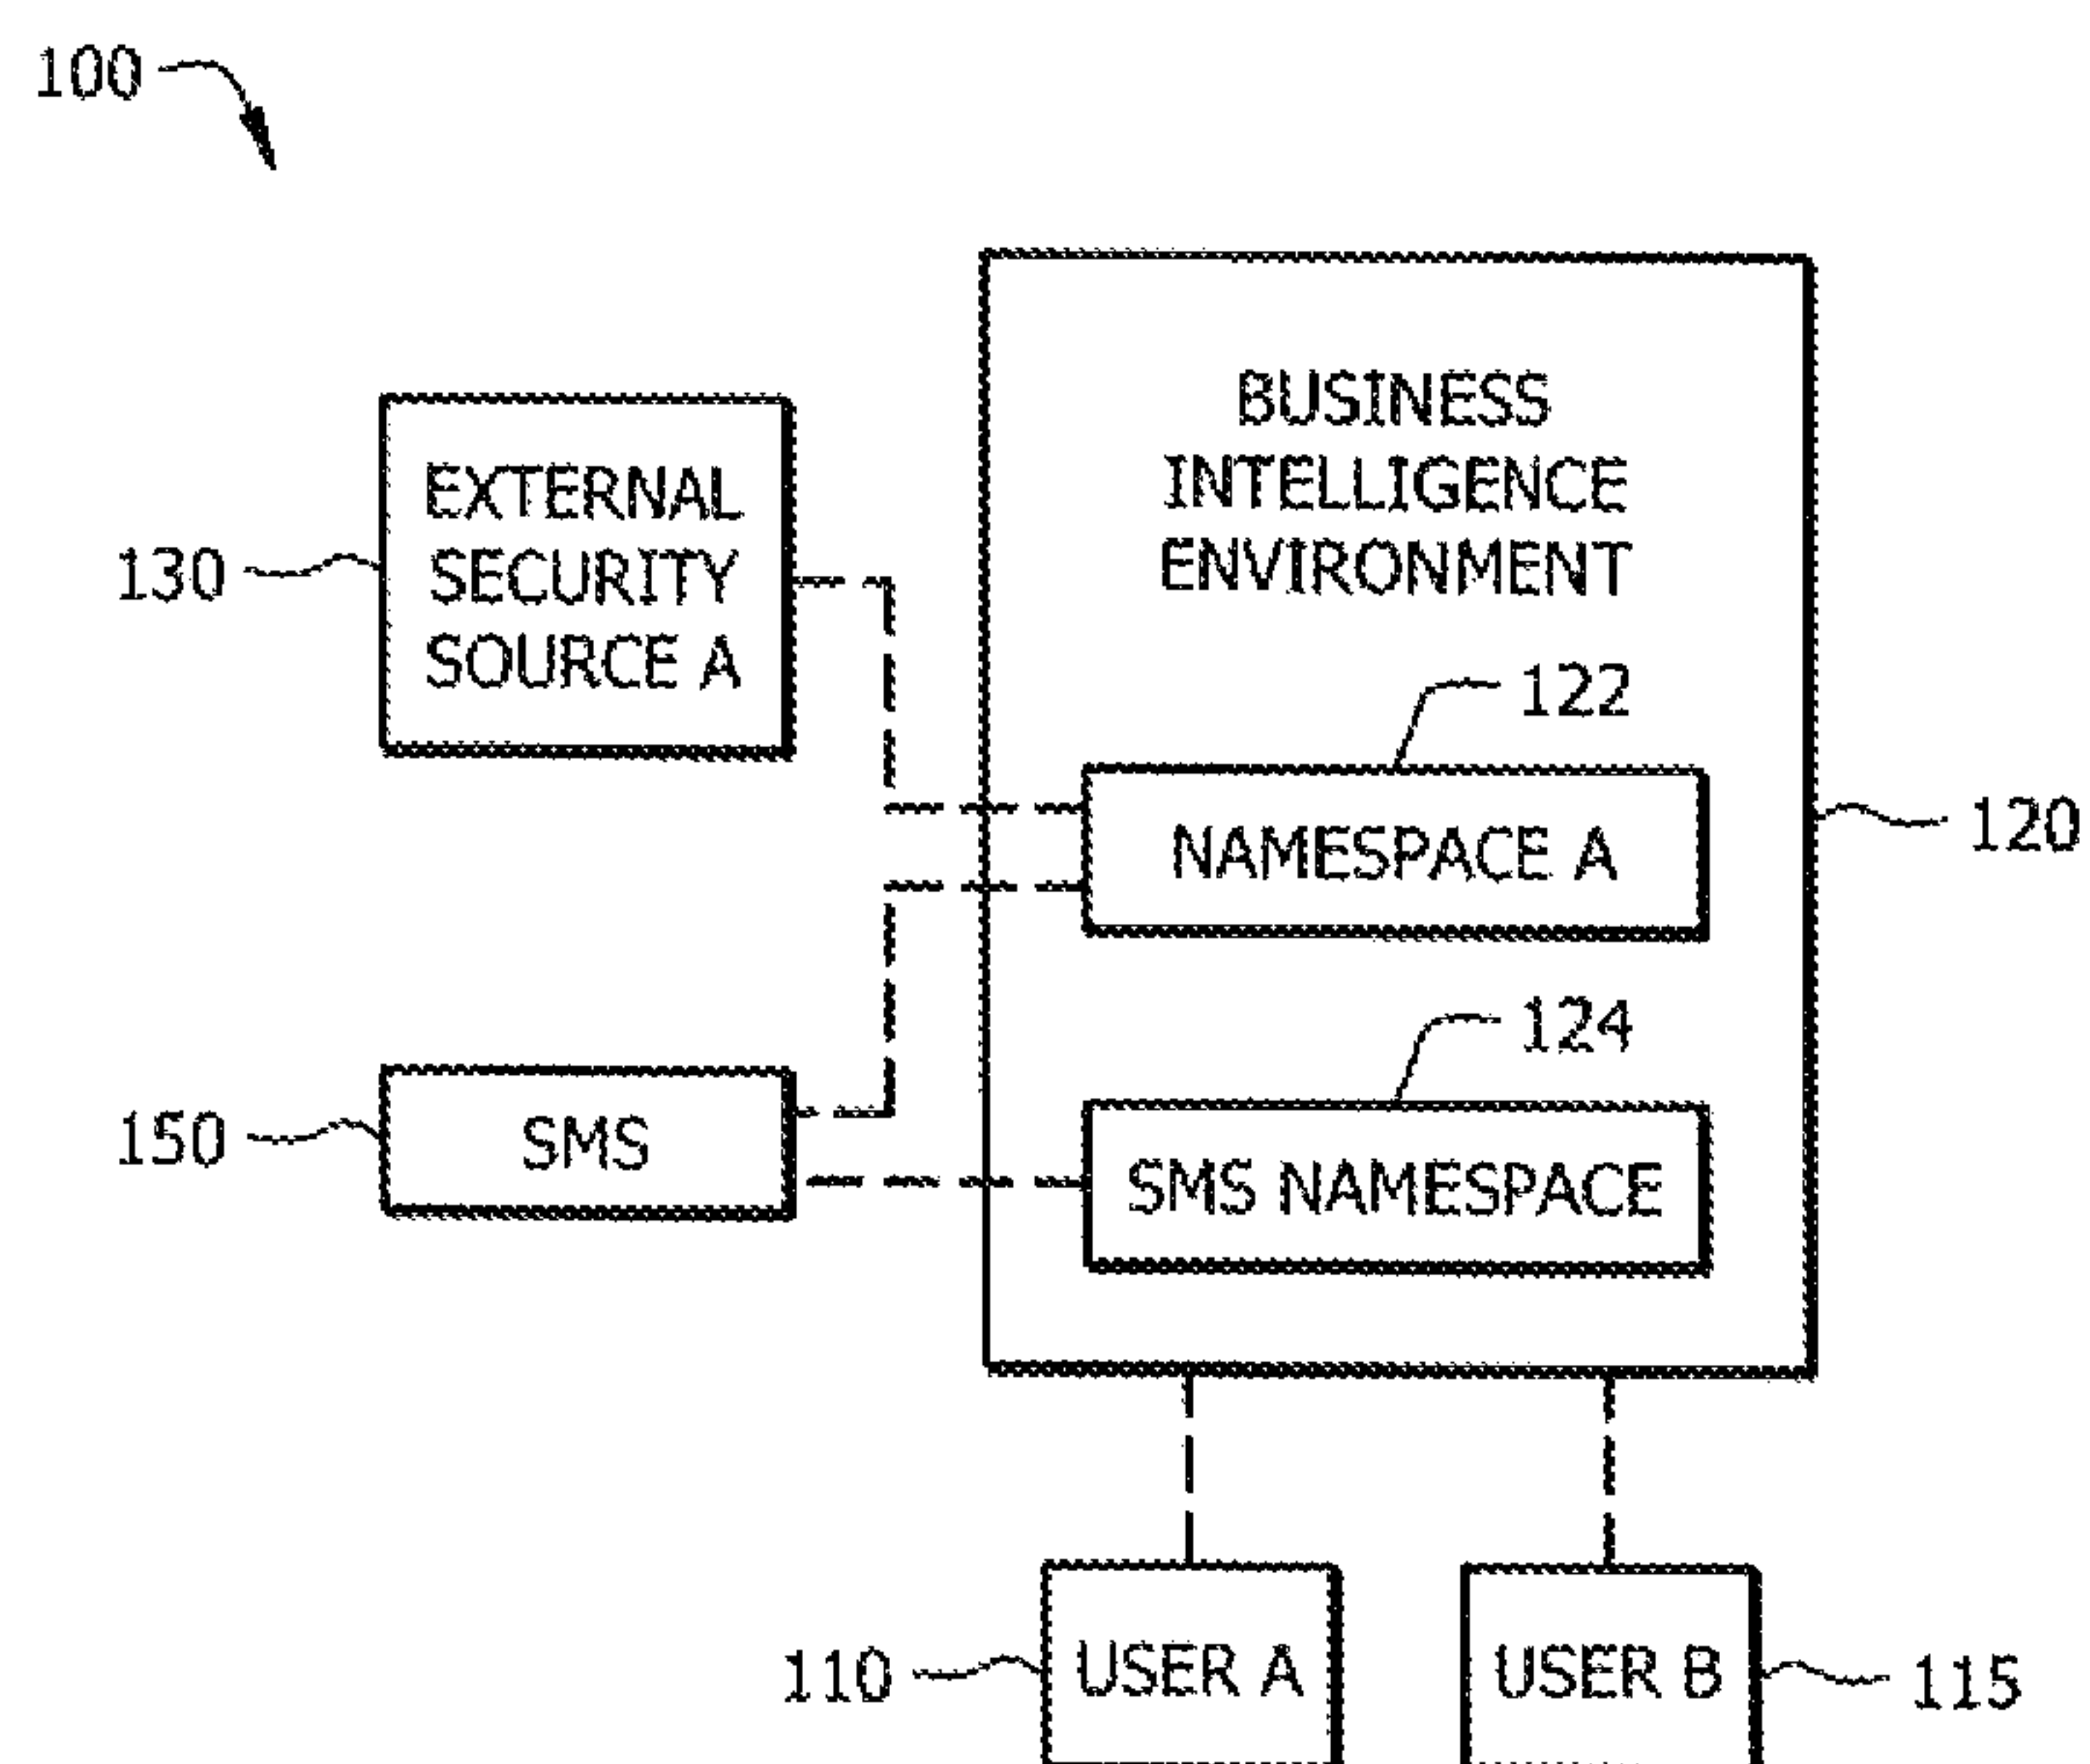 100
BUSINESS
INTELLIGENCE
ENVIRONMENT
EXTERNAL
SECURITY
SOURCE A
130
122
NAMESPACE A
120
124
150
SMS
SMS NAMESPACE
110
USER A
USER B
115